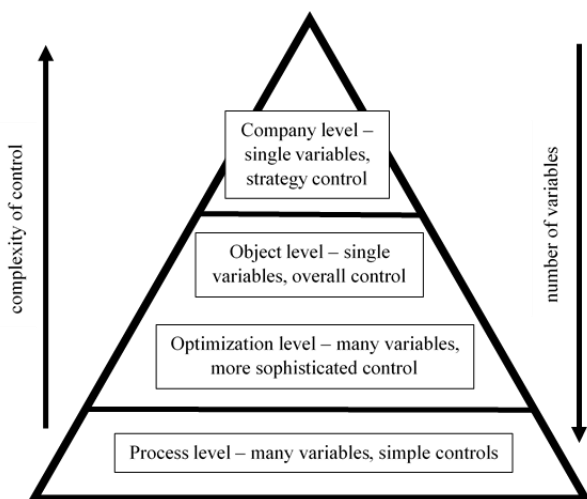 complexity of control
Company level –
single variables,
strategy control
Object level – single
variables, overall control
Optimization level – many variables,
more sophisticated control
Process level – many variables, simple controls
number of variables